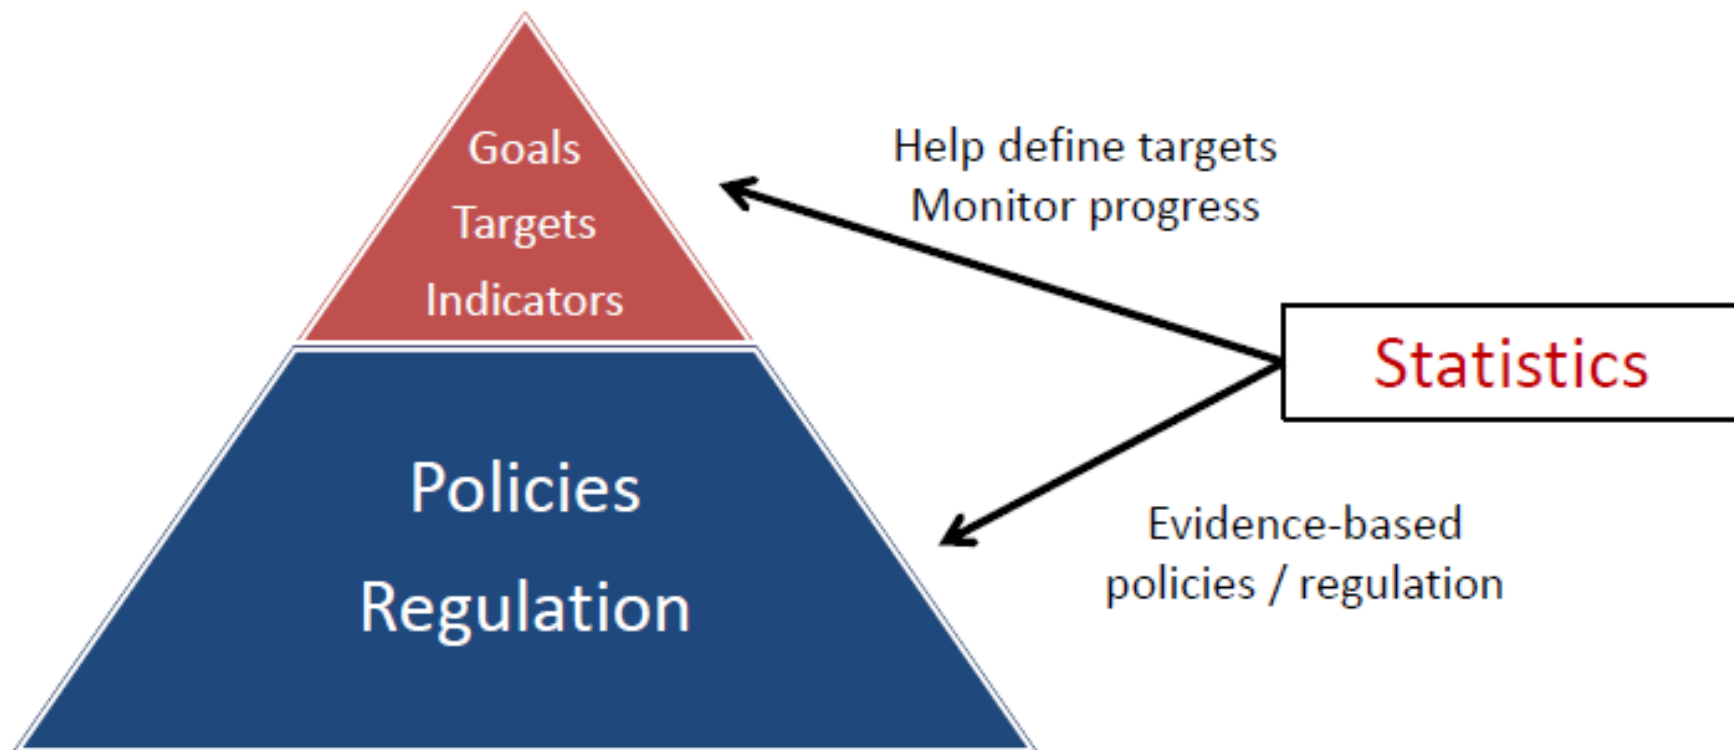 Goals
Targets
Indicators
Policies
Regulation
Help define targets
Monitor progress
Statistics
Evidence-based
policies / regulation